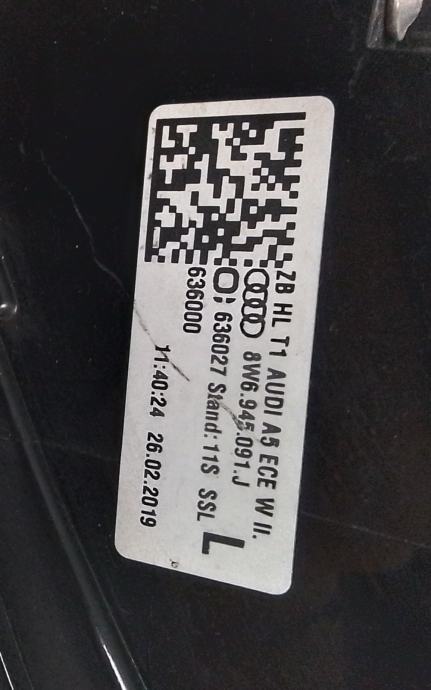 ZB HL T1 AUDI A5 ECE W II.
8W6.945.091.J
636027 Stand: 11S SSL L
636000
11:40:24 26.02.2019